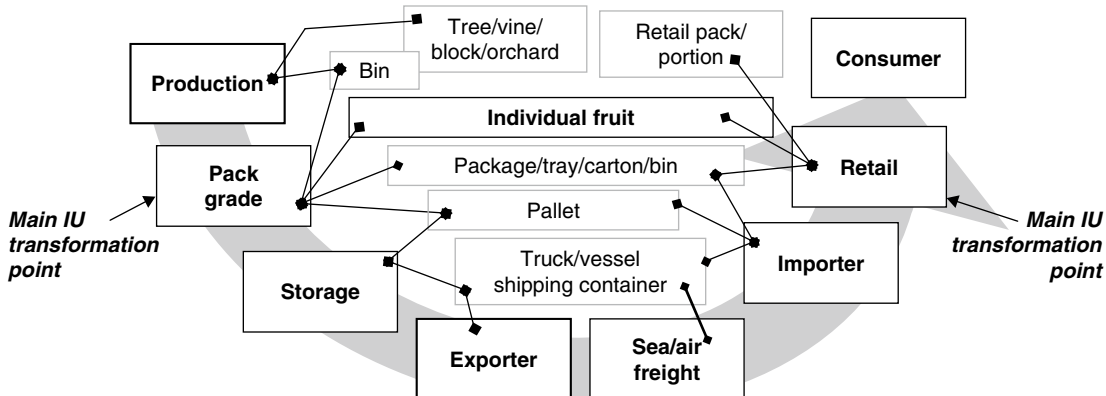 Tree/vine/
block/orchard
Retail pack/
portion
Consumer
Production
Bin
Individual fruit
Pack
grade
Package/tray/carton/bin
Retail
Main IU
transformation
point
Pallet
Main IU
transformation
point
Storage
Truck/vessel
shipping container
Importer
Exporter
Sea/air
freight